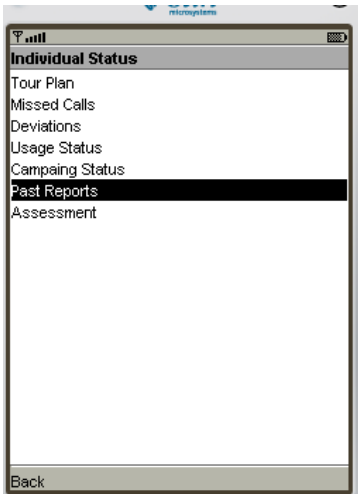 microsystems
Individual Status
Tour Plan
Missed Calls
Deviations
Usage Status
Campaing Status
Past Reports
Assessment
Back